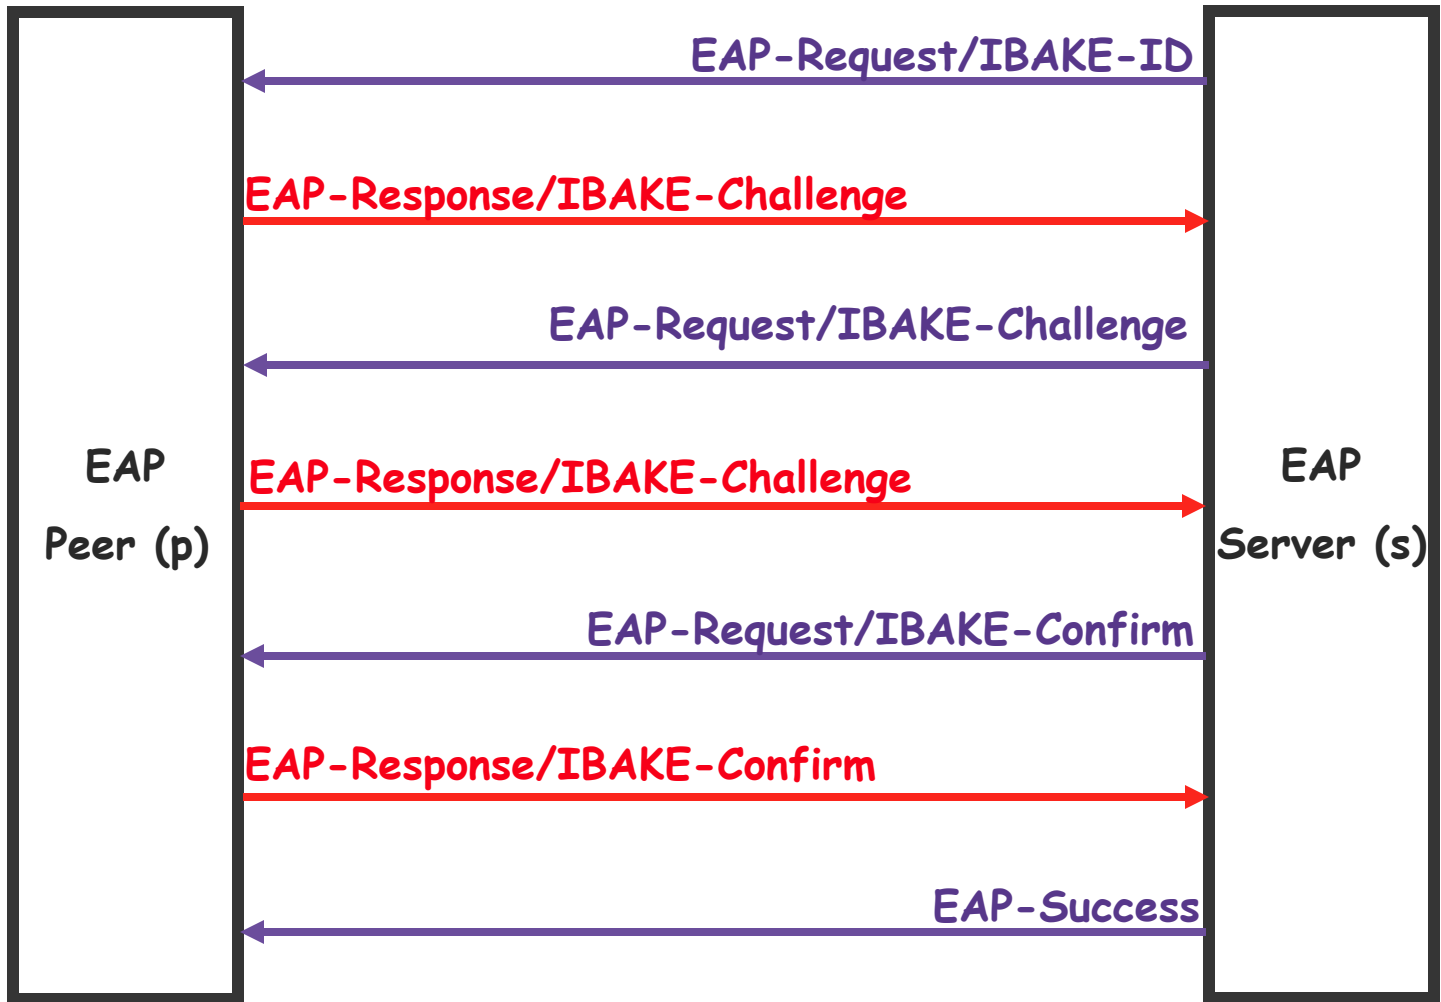 EAP-Request/IBAKE-ID
EAP-Response/IBAKE-Challenge
EAP-Request/IBAKE-Challenge
EAP
Peer (p)
EAP-Response/IBAKE-Challenge
EAP
Server (s)
EAP-Request/IBAKE-Confirm
EAP-Response/IBAKE-Confirm
EAP-Success